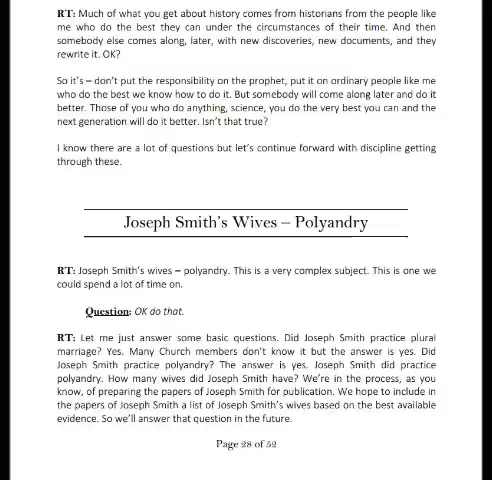 RT: Much of what you get about history comes from historians from the people like
me who do the best they can under the circumstances of their time. And then
somebody else comes along, later, with new discoveries, new documents, and they
rewrite it. OK?
So it's – don't put the responsibility on the prophet, put it on ordinary people like me
who do the best we know how to do it. But somebody will come along later and do it
better. Those of you who do anything, science, you do the very best you can and the
next generation will do it better. Isn't that true?
I know there are a lot of questions but let's continue forward with discipline getting
through these.
Joseph Smith's Wives – Polyandry
RT: Joseph Smith's wives – polyandry. This is a very complex subject. This is one we
could spend a lot of time on.
Question: OK do that.
RT: Let me just answer some basic questions. Did Joseph Smith practice plural
marriage? Yes. Many Church members don't know it but the answer is yes. Did
Joseph Smith practice polyandry? The answer is yes. Joseph Smith did practice
polyandry. How many wives did Joseph Smith have? We're in the process, as you
know, of preparing the papers of Joseph Smith for publication. We hope to include in
the papers of Joseph Smith a list of Joseph Smith's wives based on the best available
evidence. So we'll answer that question in the future.
Page 28 of 52